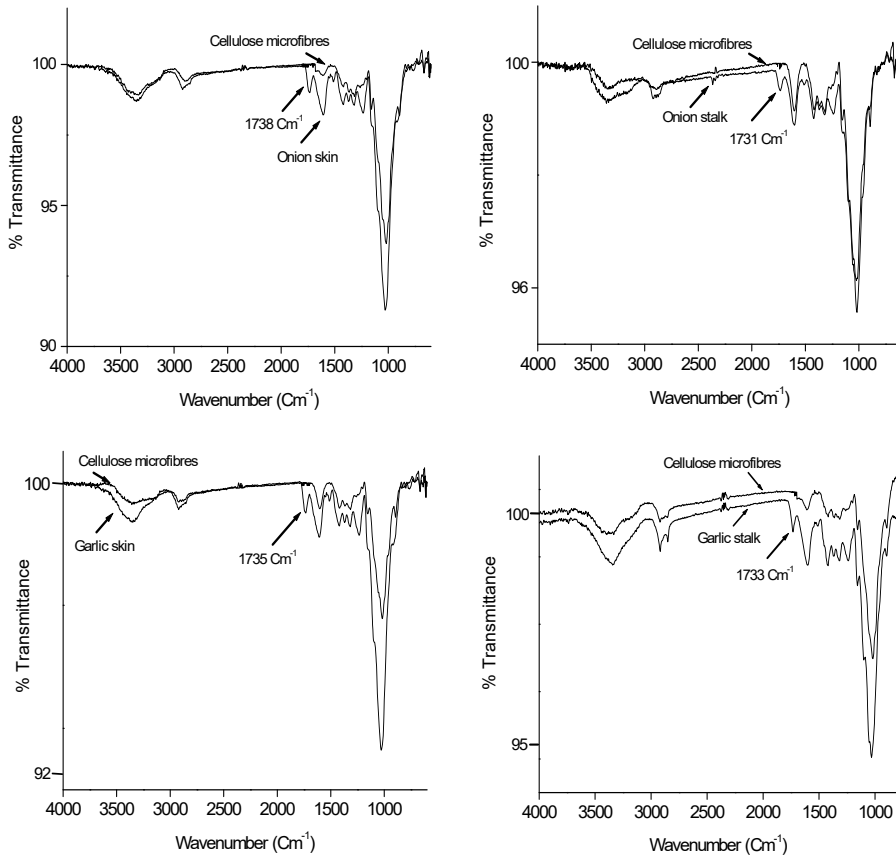 Cellulose microfibres
100
1738 Cm-1
Onion skin
95
90
% Transmittance
4000 3500 3000 2500 2000 1500 1000
Wavenumber (Cm-1)
Cellulose microfibres
100
Onion stalk
1731 Cm-1
96
% Transmittance
4000 3500 3000 2500 2000 1500 1000
Wavenumber (Cm-1)
Cellulose microfibres
100
Garlic skin
1735 Cm-1
92
% Transmittance
4000 3500 3000 2500 2000 1500 1000
Wavenumber (Cm-1)
Cellulose microfibres
100
Garlic stalk
1733 Cm-1
95
% Transmittance
4000 3500 3000 2500 2000 1500 1000
Wavenumber (Cm-1)